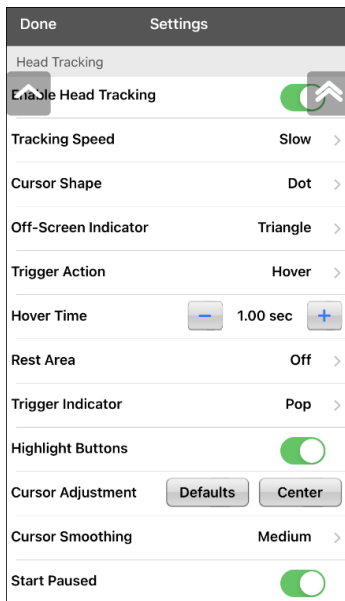 Done Settings
Head Tracking
Enable Head Tracking
Tracking Speed Slow
Cursor Shape Dot
Off-Screen Indicator Triangle
Trigger Action Hover
Hover Time − 1.00 sec +
Rest Area Off
Trigger Indicator Pop
Highlight Buttons
Cursor Adjustment Defaults Center
Cursor Smoothing Medium
Start Paused